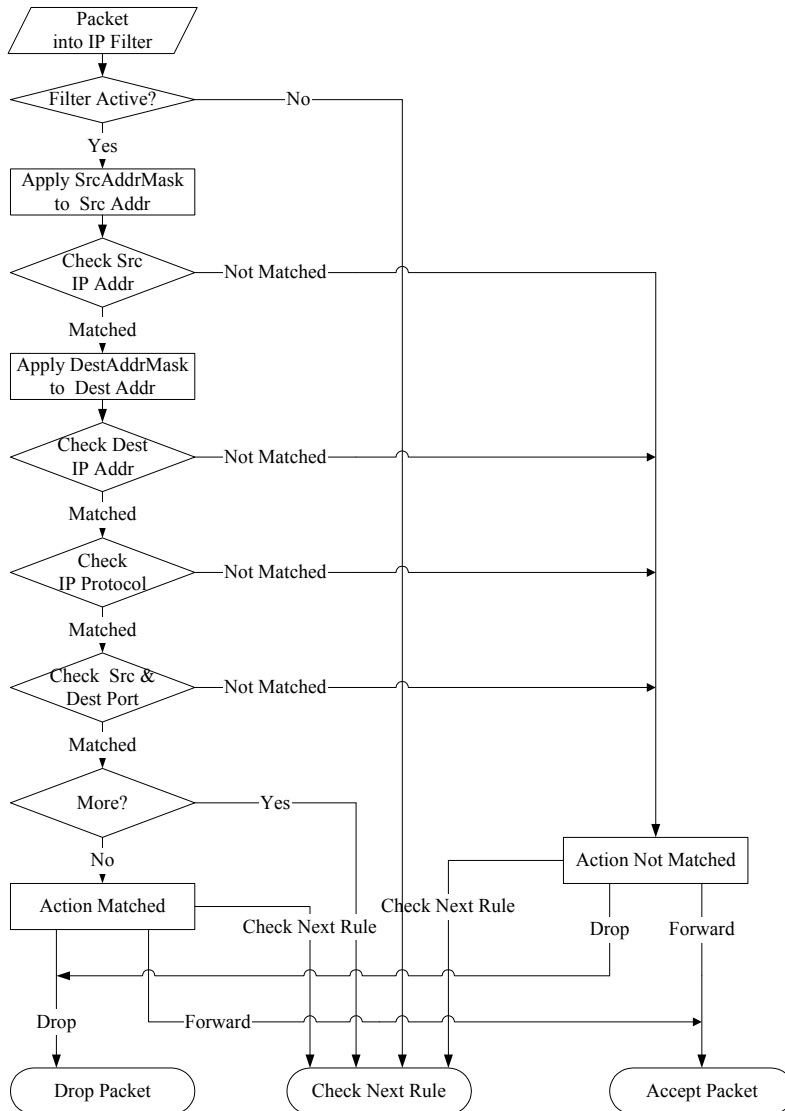 Packet
into IP Filter
Filter Active?
No
Yes
Apply SrcAddrMask
to Src Addr
Check Src
IP Addr
Not Matched
Matched
Apply DestAddrMask
to Dest Addr
Check Dest
IP Addr
Not Matched
Matched
Check
IP Protocol
Not Matched
Matched
Check Src &
Dest Port
Not Matched
Matched
More?
Yes
No
Action Not Matched
Action Matched
Check Next Rule
Check Next Rule
Drop
Forward
Drop
Forward
Drop Packet
Check Next Rule
Accept Packet